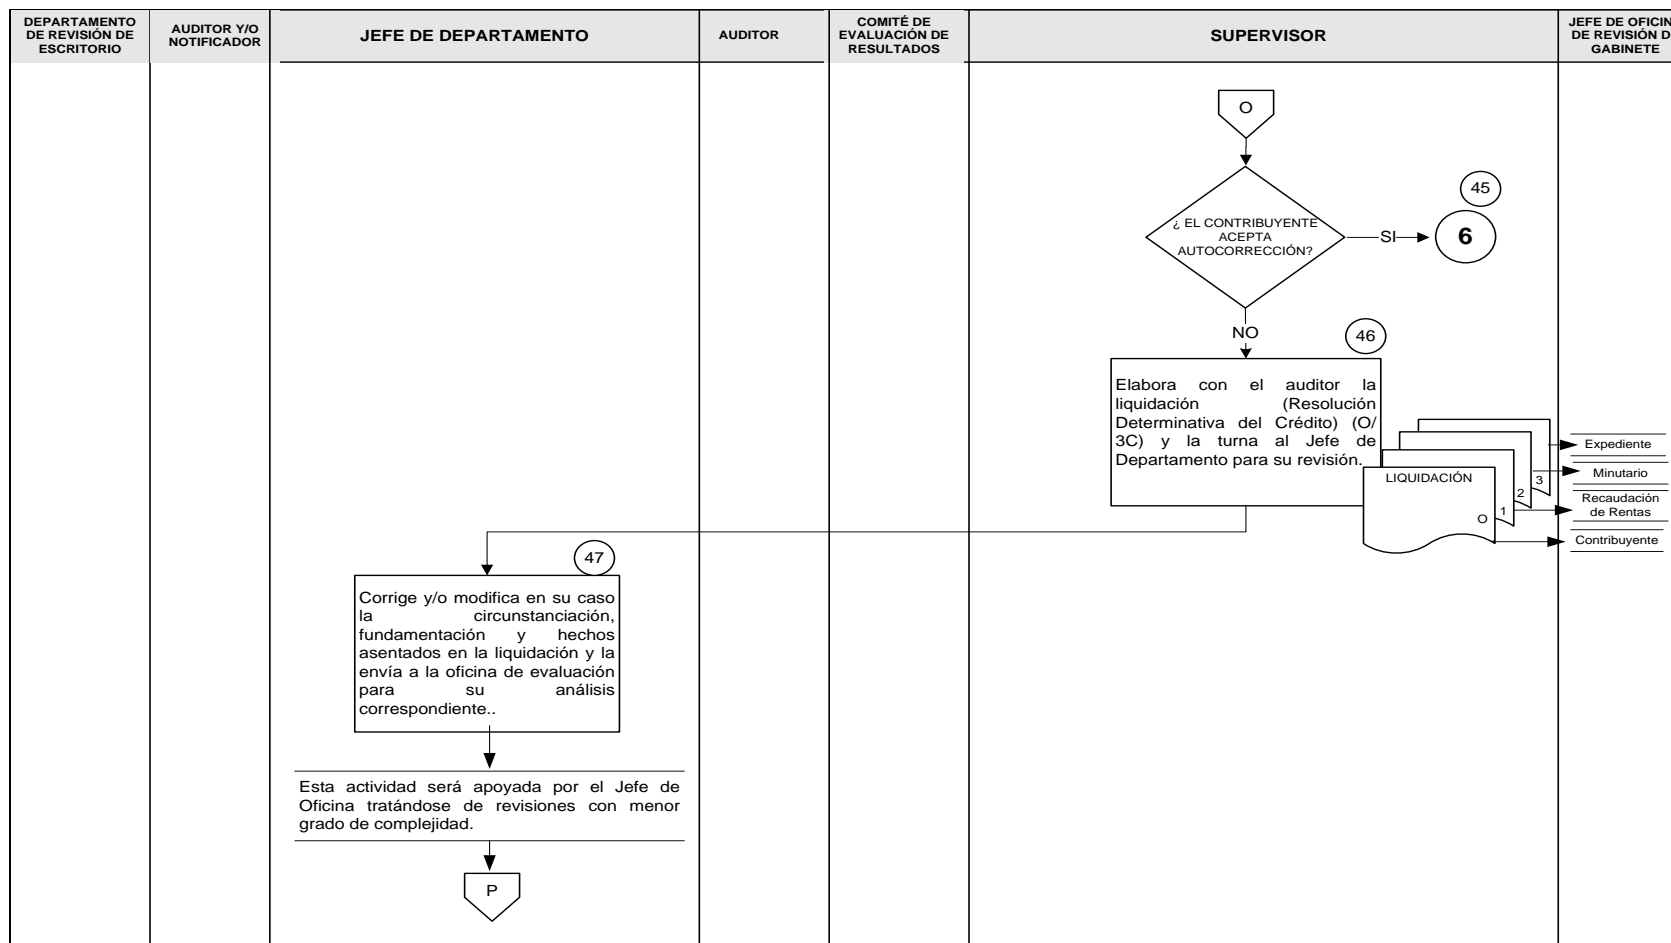 DEPARTAMENTO
DE REVISIÓN DE
ESCRITORIO
AUDITOR Y/O
NOTIFICADOR
JEFE DE DEPARTAMENTO
AUDITOR
COMITÉ DE
EVALUACIÓN DE
RESULTADOS
SUPERVISOR
JEFE DE OFICIN
DE REVISIÓN D
GABINETE
O
¿ EL CONTRIBUYENTE
ACEPTA
AUTOCORRECCIÓN?
SI
45
6
NO
46
Elabora con el auditor la
liquidación (Resolución
Determinativa del Crédito) (O/
3C) y la turna al Jefe de
Departamento para su revisión.
LIQUIDACIÓN
O
1
2
3
Expediente
Minutario
Recaudación
de Rentas
Contribuyente
47
Corrige y/o modifica en su caso
la circunstanciación,
fundamentación y hechos
asentados en la liquidación y la
envía a la oficina de evaluación
para su análisis
correspondiente..
Esta actividad será apoyada por el Jefe de
Oficina tratándose de revisiones con menor
grado de complejidad.
P